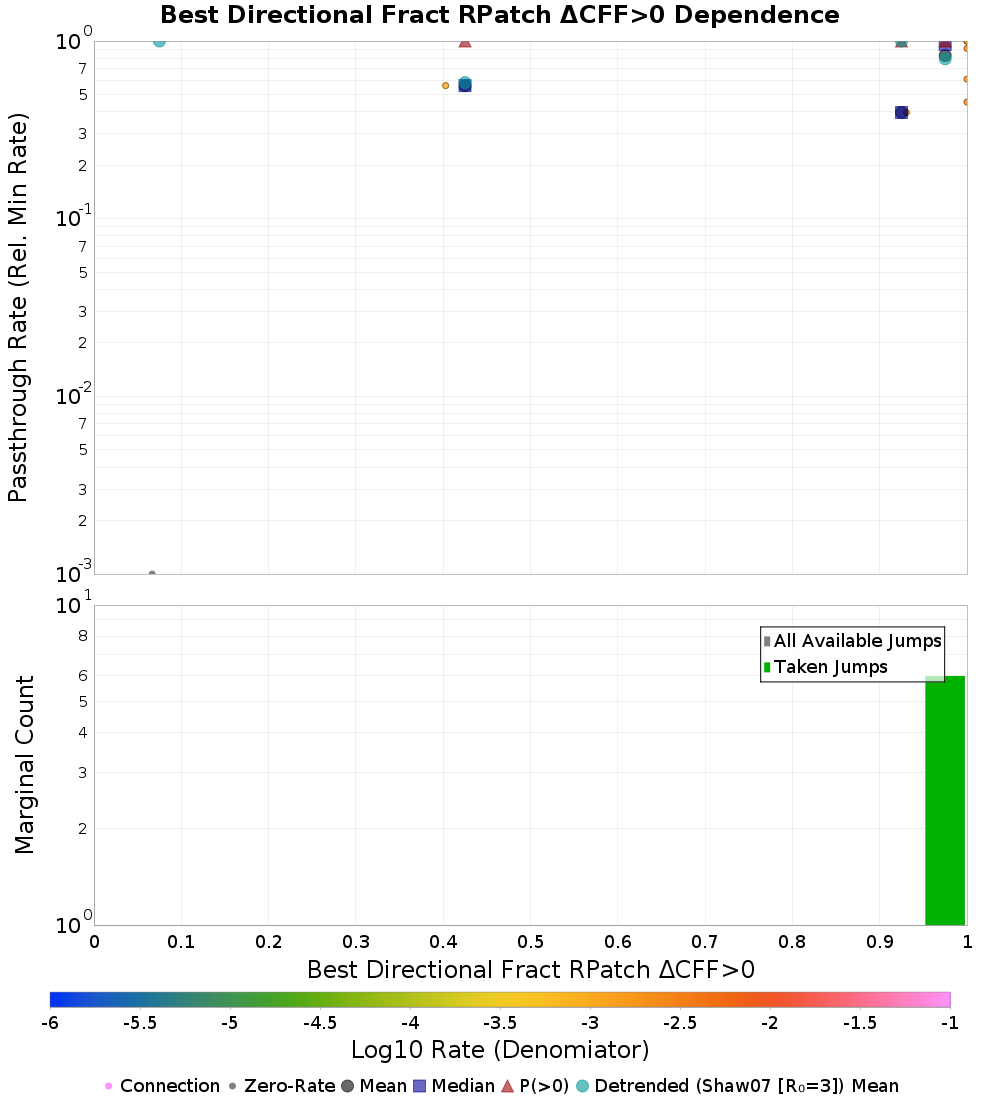 Best Directional Fract RPatch ΔCFF>0 Dependence
Passthrough Rate (Rel. Min Rate)
10^0
7
5
3
2
10^-1
7
5
3
2
10^-2
7
5
3
2
10^-3
Marginal Count
10^1
8
6
5
4
3
2
10^0
All Available Jumps
Taken Jumps
0 0.1 0.2 0.3 0.4 0.5 0.6 0.7 0.8 0.9 1
Best Directional Fract RPatch ΔCFF>0
-6 -5.5 -5 -4.5 -4 -3.5 -3 -2.5 -2 -1.5 -1
Log10 Rate (Denomiator)
Connection Zero-Rate Mean Median P(>0) Detrended (Shaw07 [R₀=3]) Mean